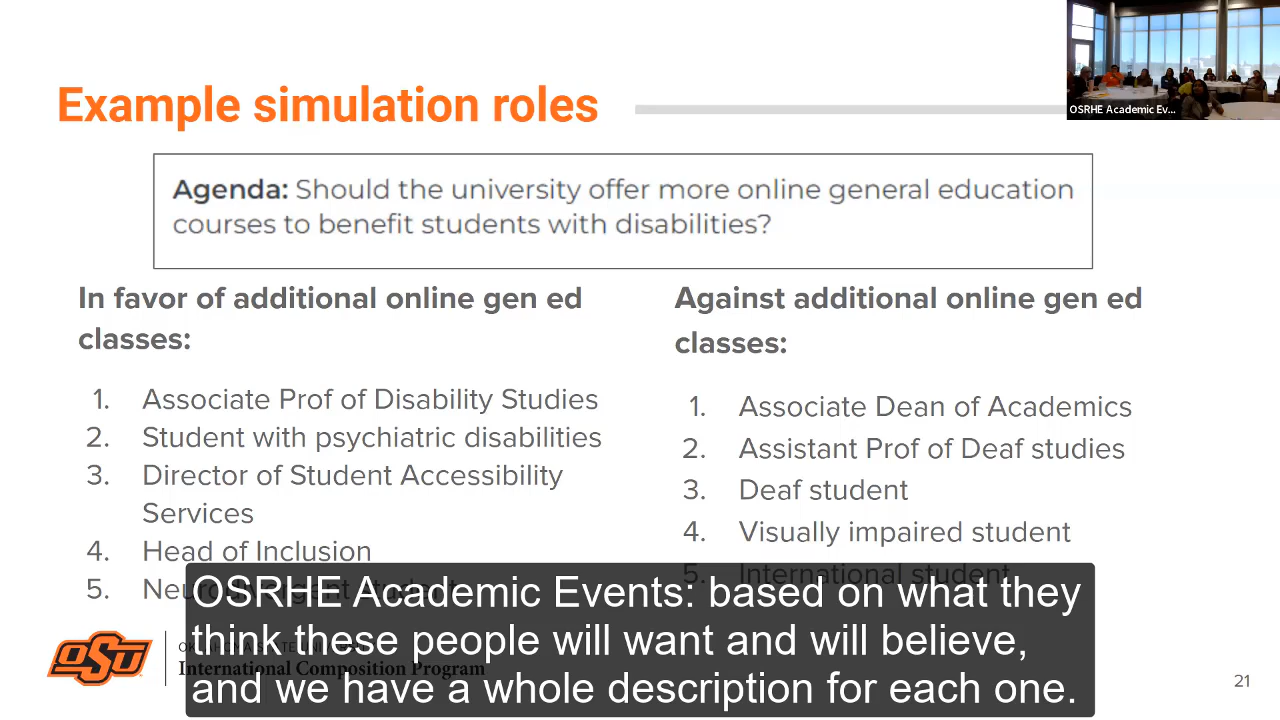 OSRHE Academic Ev...
Example simulation roles
Agenda: Should the university offer more online general education
courses to benefit students with disabilities?
In favor of additional online gen ed
classes:
1. Associate Prof of Disability Studies
2. Student with psychiatric disabilities
3. Director of Student Accessibility
Services
4. Head of Inclusion
5.
Against additional online gen ed
classes:
1. Associate Dean of Academics
2. Assistant Prof of Deaf studies
3. Deaf student
4. Visually impaired student
5. International student
OSRHE Academic Events: based on what they
think these people will want and will believe,
and we have a whole description for each one.
OSU
International Composition Program
21